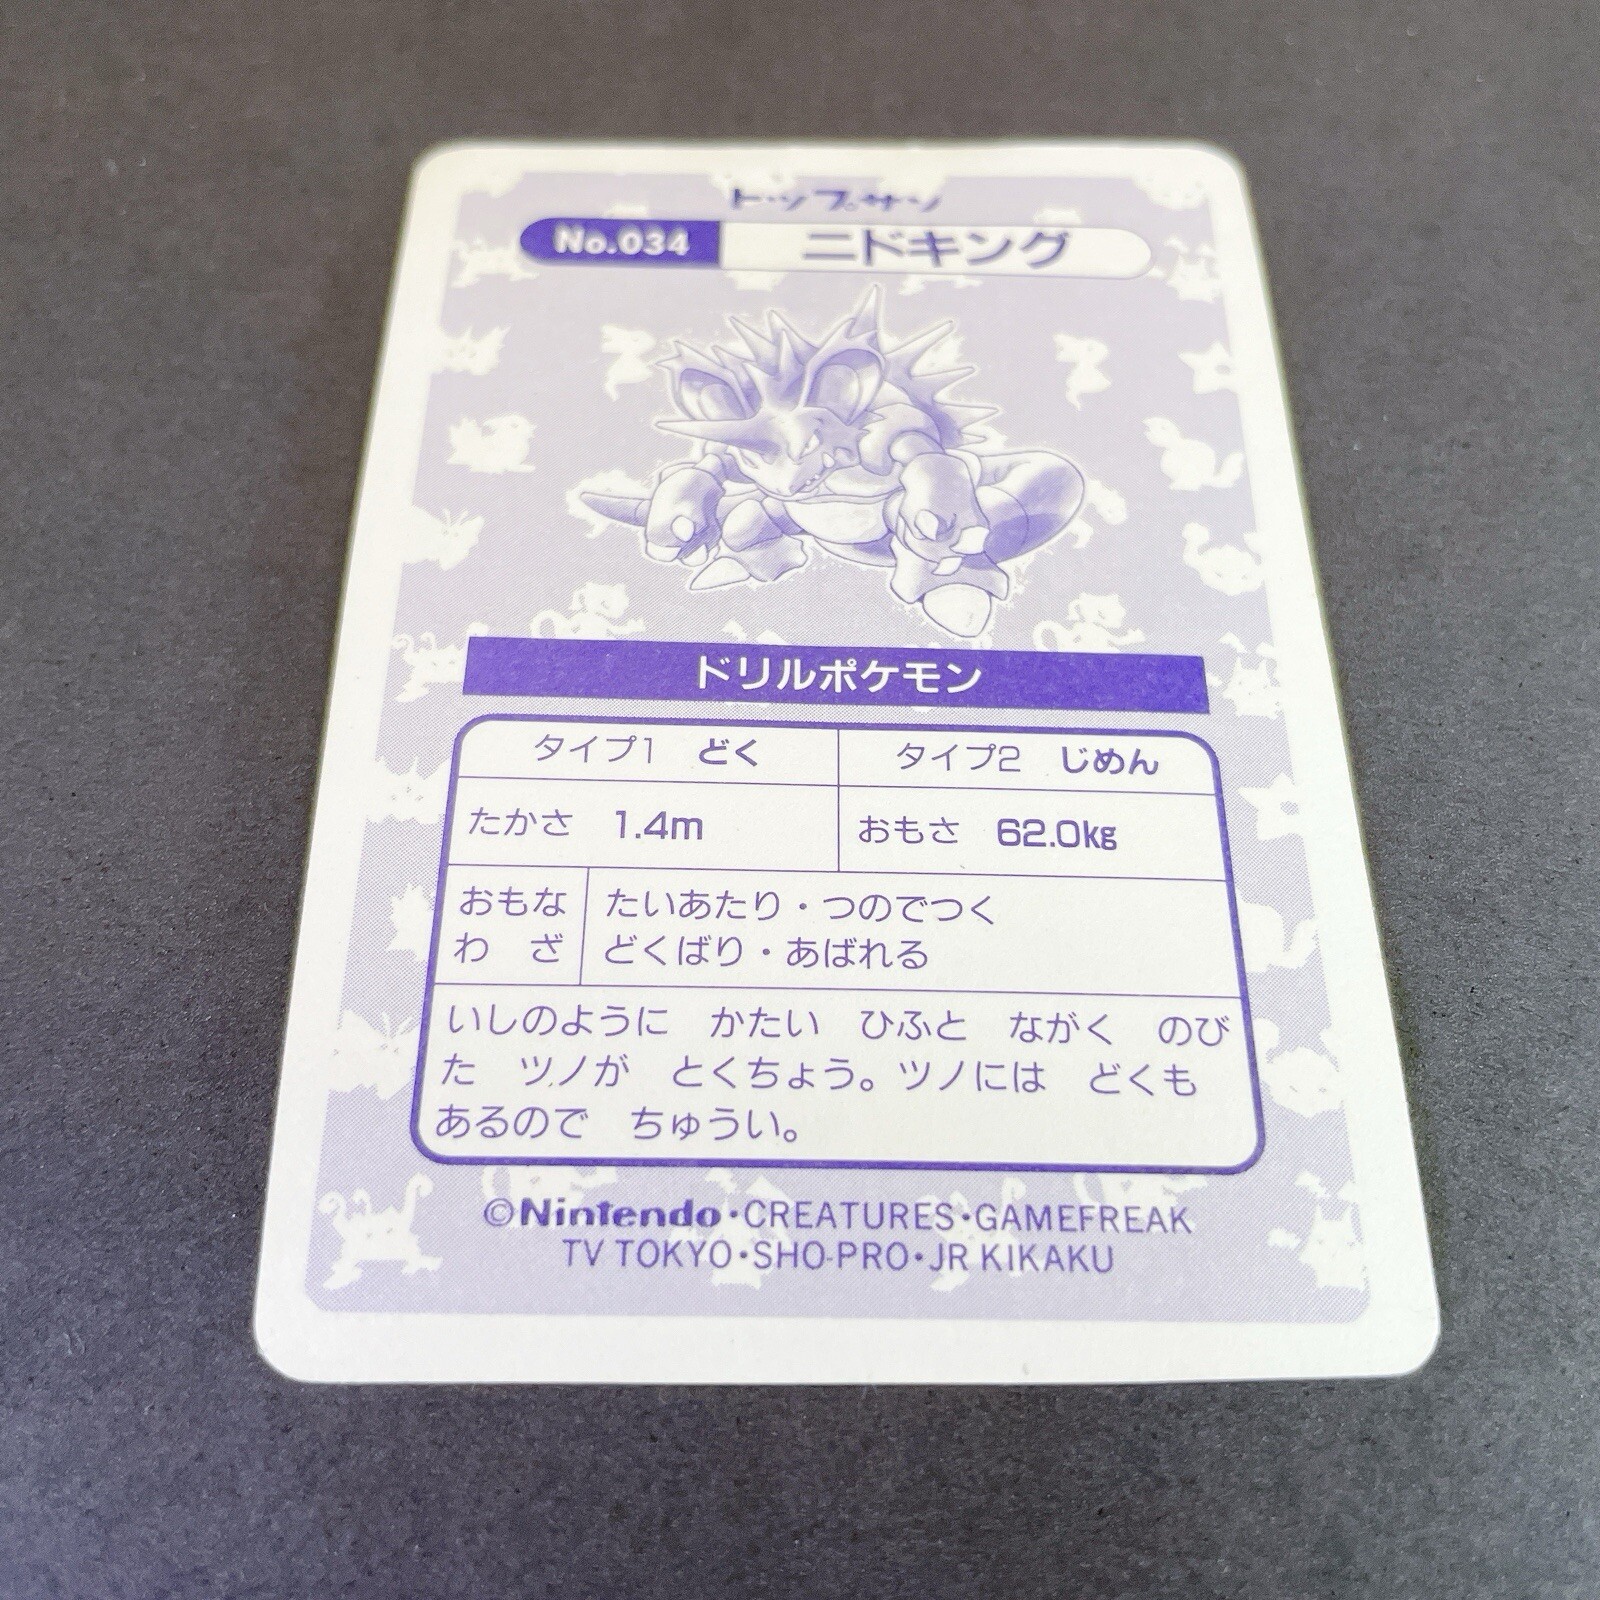 トップサン
No.034 ニドキング
ドリルポケモン
タイプ1 どく タイプ2 じめん
たかさ 1.4m おもさ 62.0kg
おもな
わざ
たいあたり・つのでつく
どくばり・あばれる
いしのように かたい ひふと ながく のび
た ツノが とくちょう。ツノには どくも
あるので ちゅうい。
©Nintendo・CREATURES・GAMEFREAK
TV TOKYO・SHO-PRO・JR KIKAKU